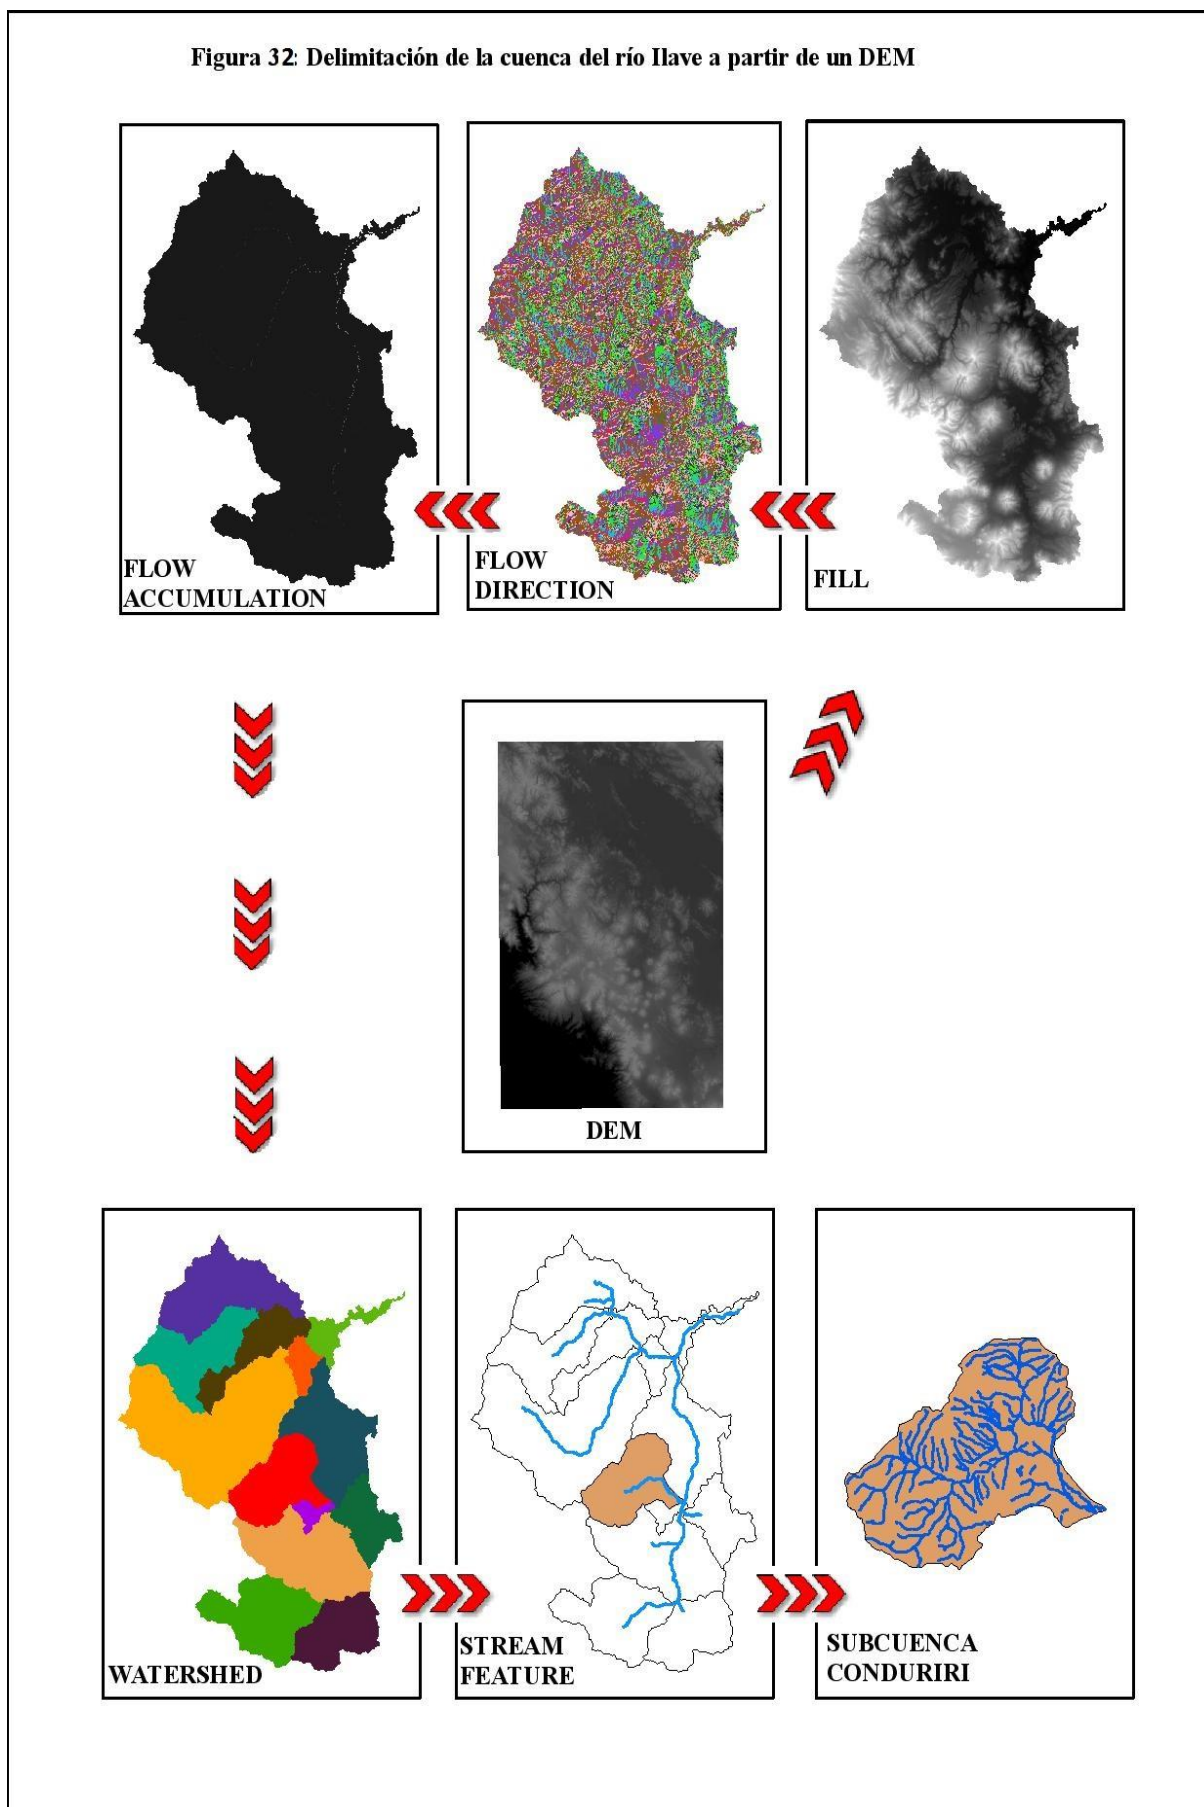 Figura 32: Delimitación de la cuenca del río Ilave a partir de un DEM
FLOW
ACCUMULATION
FLOW
DIRECTION
FILL
DEM
WATERSHED
STREAM
FEATURE
SUBCUENCA
CONDURIRI